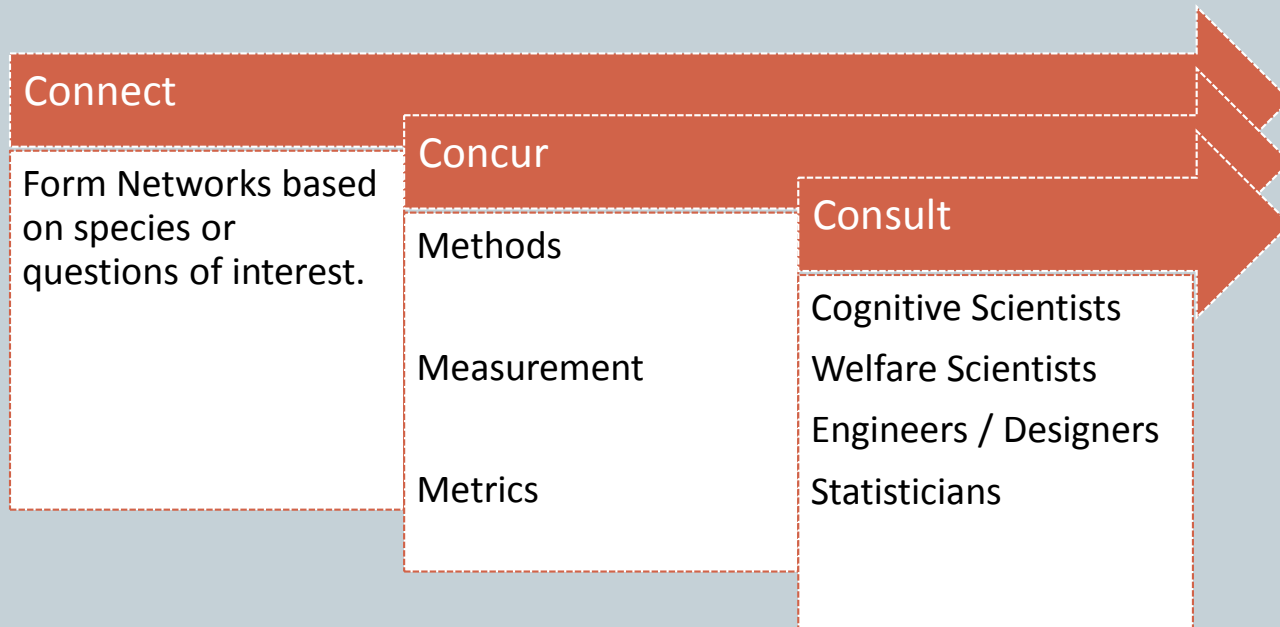 Connect
Form Networks based
on species or
questions of interest.
Concur
Methods
Measurement
Metrics
Consult
Cognitive Scientists
Welfare Scientists
Engineers / Designers
Statisticians